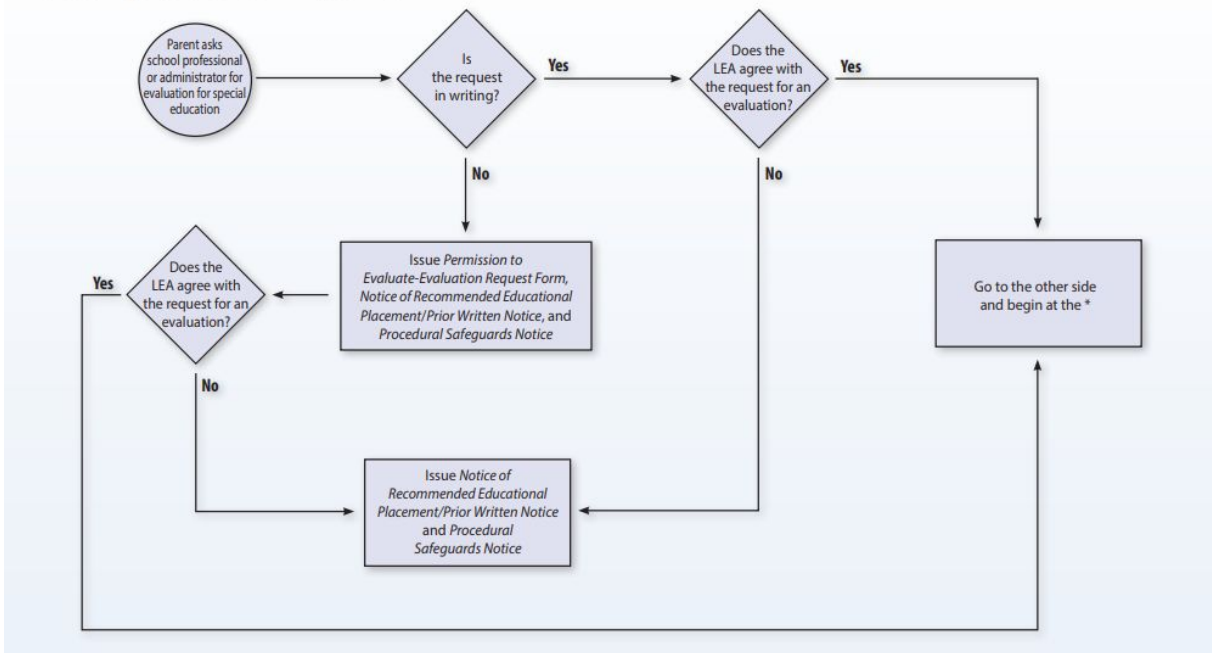 Parent asks
school professional
or administrator for
evaluation for special
education
Is
the request
in writing?
Yes
Does the
LEA agree with
the request for an
evaluation?
Yes
No
No
Issue Permission to
Evaluate-Evaluation Request Form,
Notice of Recommended Educational
Placement/Prior Written Notice, and
Procedural Safeguards Notice
Does the
LEA agree with
the request for an
evaluation?
Yes
No
Go to the other side
and begin at the *
Issue Notice of
Recommended Educational
Placement/Prior Written Notice
and Procedural
Safeguards Notice